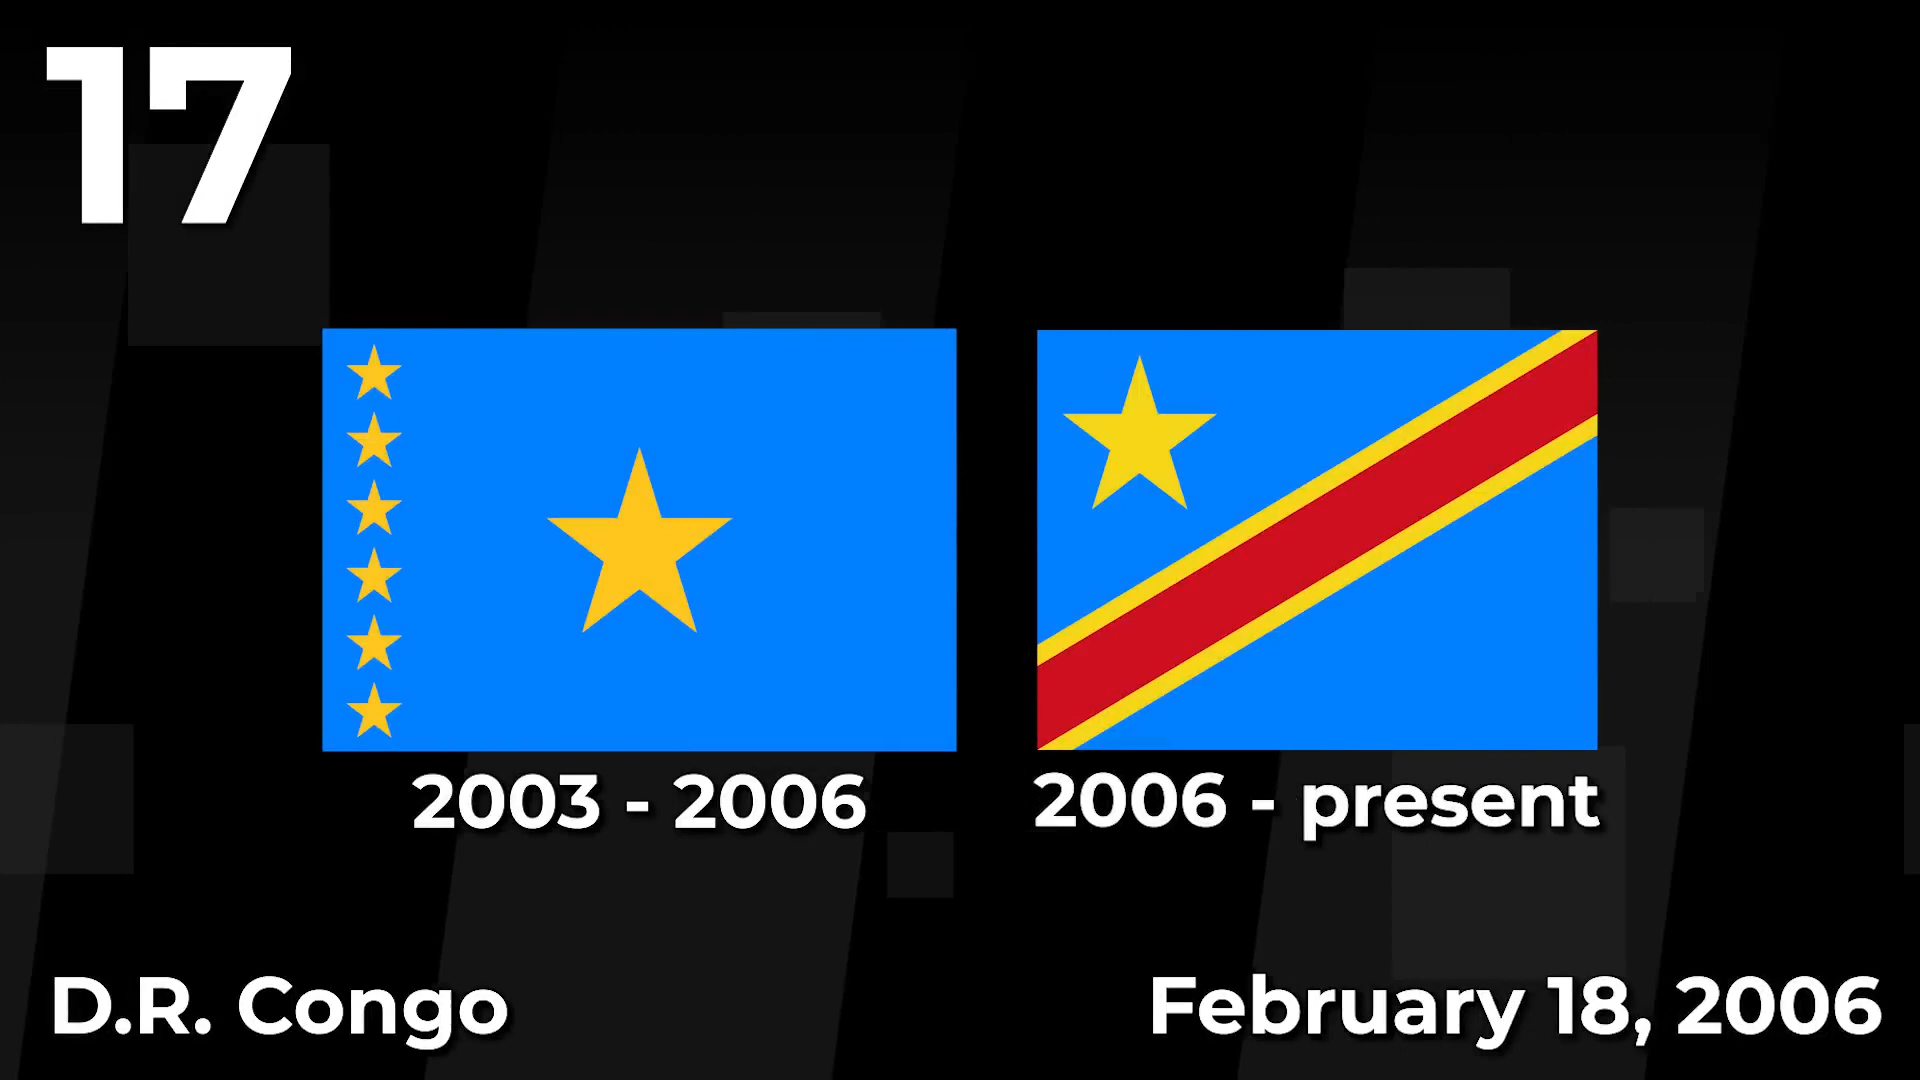 17
2003 - 2006
2006 - present
D.R. Congo
February 18, 2006